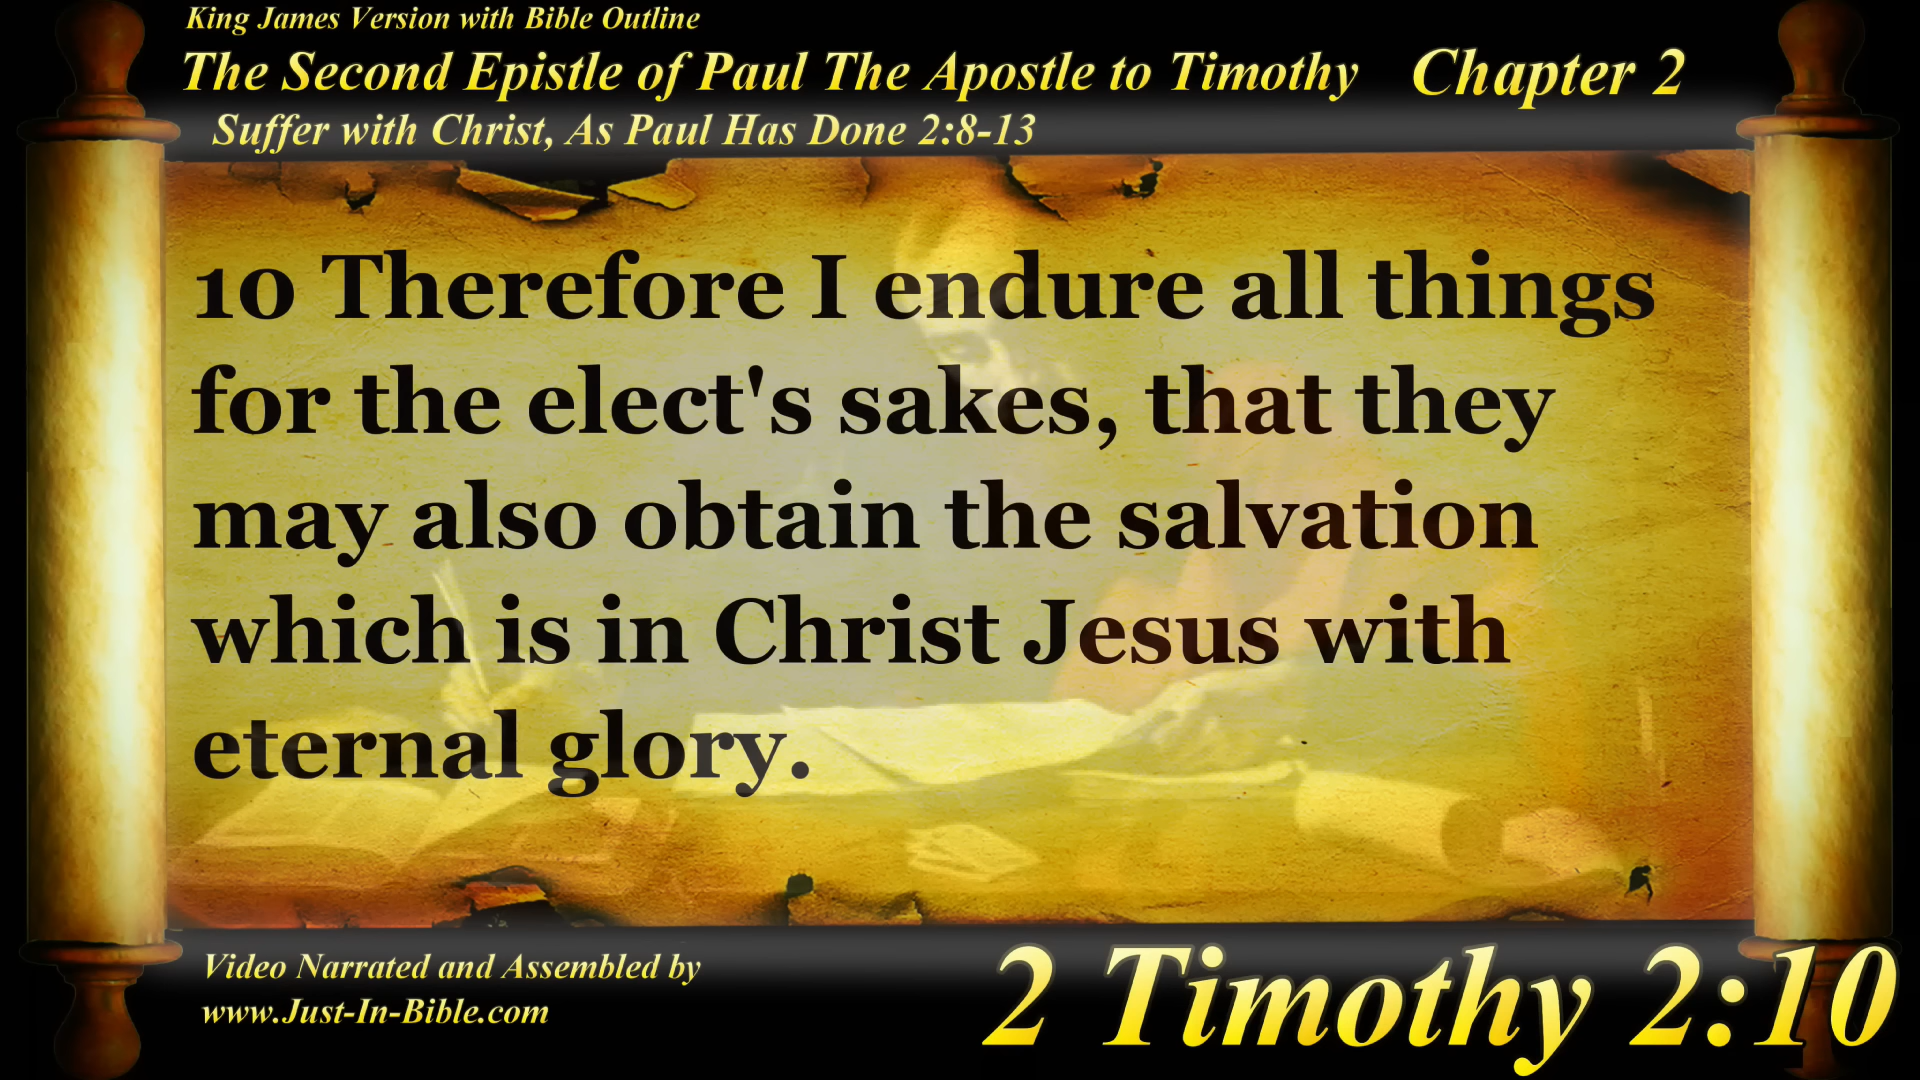 King James Version with Bible Outline
The Second Epistle of Paul The Apostle to Timothy Chapter 2
Suffer with Christ, As Paul Has Done 2:8-13
10 Therefore I endure all things
for the elect's sakes, that they
may also obtain the salvation
which is in Christ Jesus with
eternal glory.
Video Narrated and Assembled by
www.Just-In-Bible.com
2 Timothy 2:10